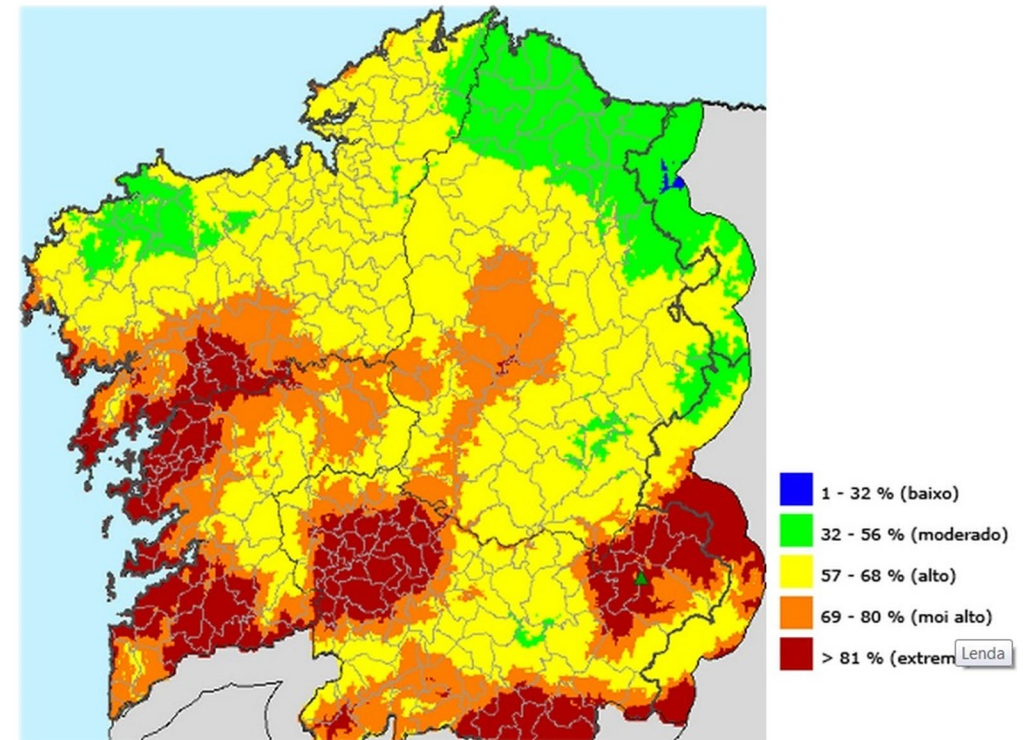 1 - 32 % (baixo)
32 - 56 % (moderado)
57 - 68 % (alto)
69 - 80 % (moi alto)
> 81 % (extrem
Lenda